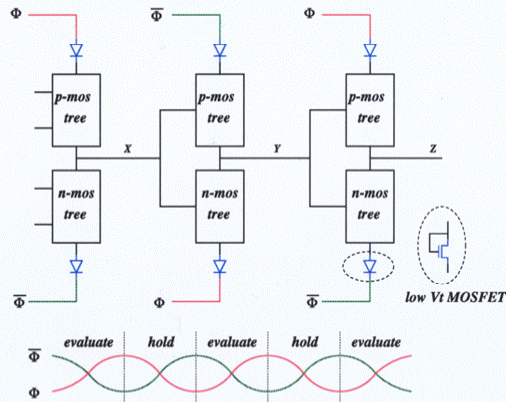 Φ
Φ̅
Φ
p-mos
tree
p-mos
tree
p-mos
tree
X
Y
Z
n-mos
tree
n-mos
tree
n-mos
tree
Φ̅
Φ
Φ̅
low Vt MOSFET
evaluate hold evaluate hold evaluate
Φ̅
Φ